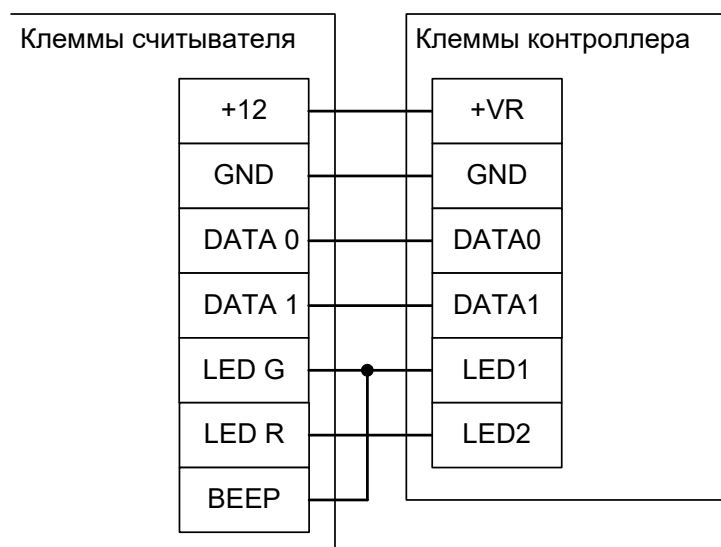 Клеммы считывателя
Клеммы контроллера
+12
+VR
GND
GND
DATA 0
DATA0
DATA 1
DATA1
LED G
LED1
LED R
LED2
BEEP